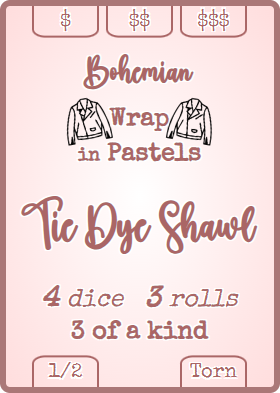 $ $$ $$$
Bohemian
Wrap
in Pastels
Tie Dye Shawl
4 dice 3 rolls
3 of a kind
1/2 Torn